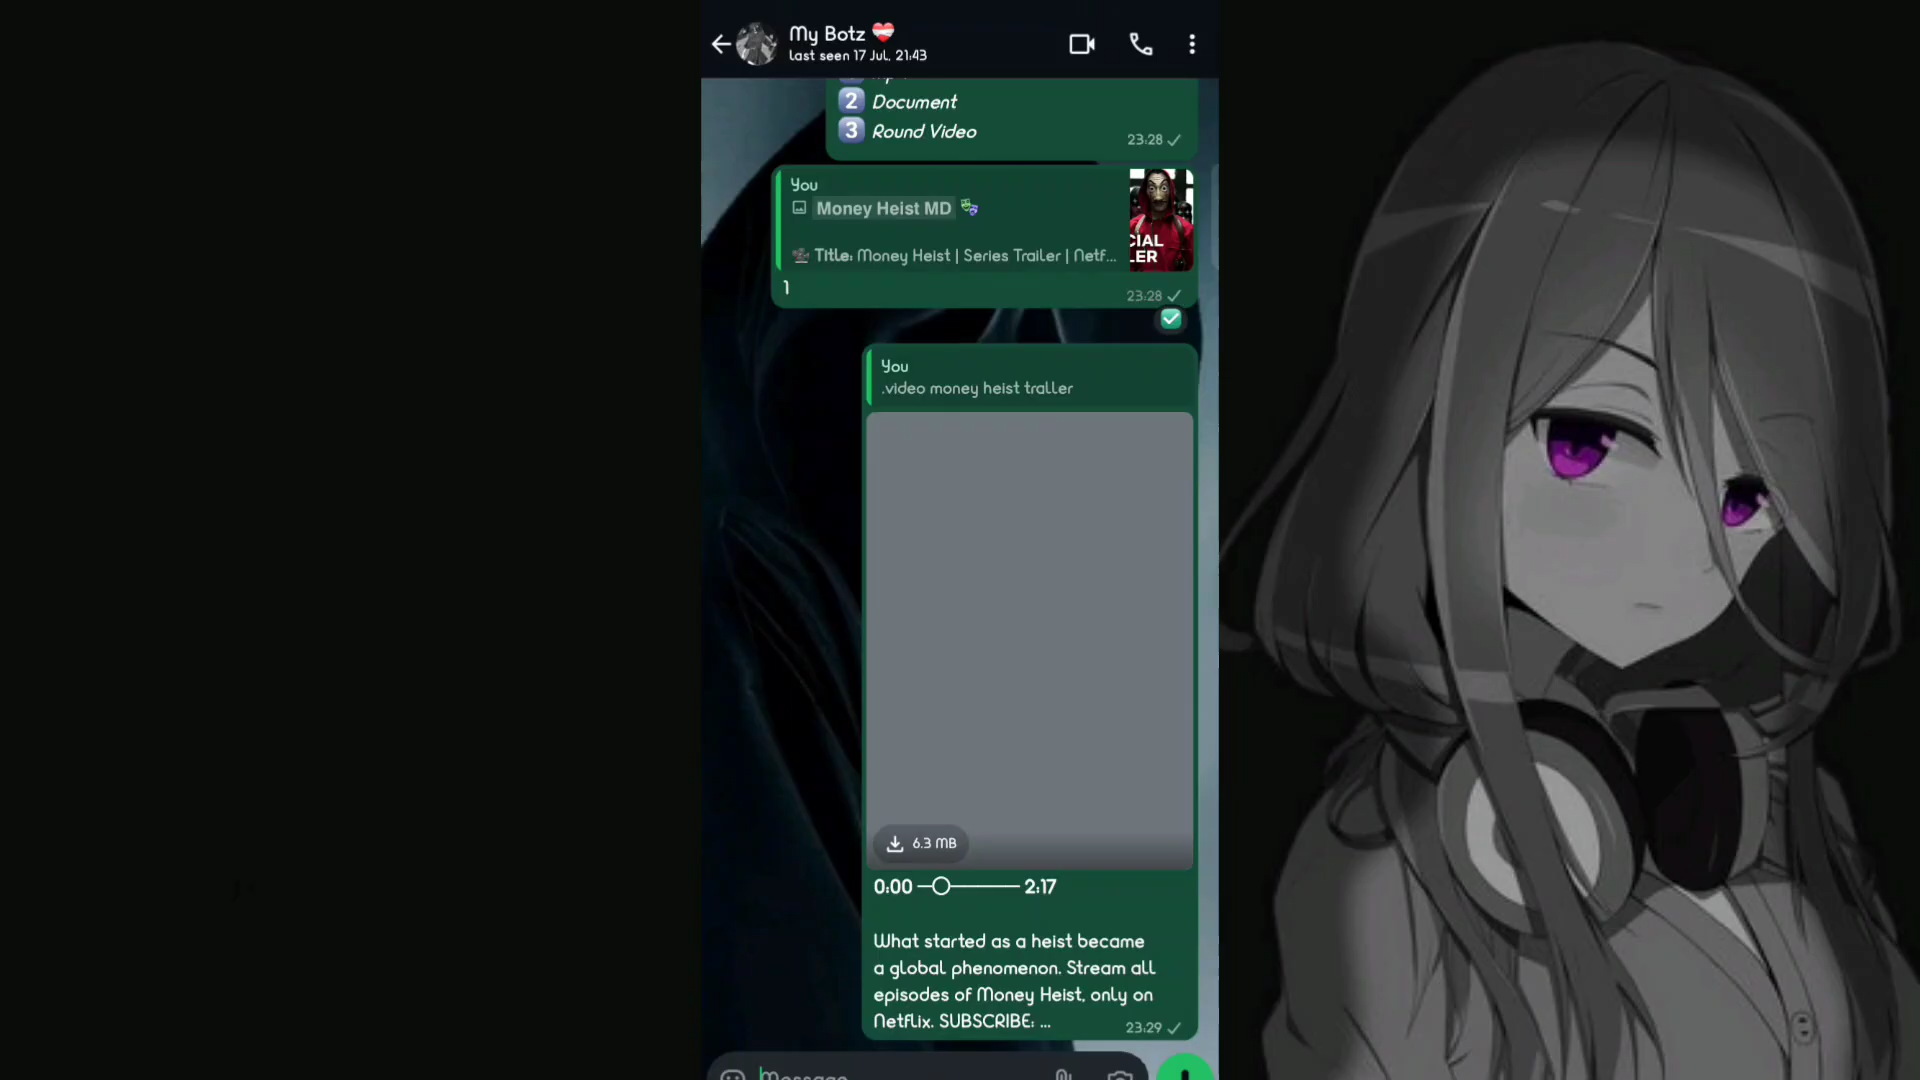 My Botz
last seen 17 Jul, 21:43
2 Document
3 Round Video
23:28
You
Money Heist MD
Title: Money Heist | Series Trailer | Netf...
CIAL
LER
1
23:28
You
.video money heist traller
6.3 MB
0:00 2:17
What started as a heist became
a global phenomenon. Stream all
episodes of Money Heist, only on
Netflix. SUBSCRIBE: ...
23:29
Message